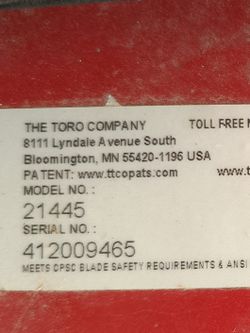 THE TORO COMPANY TOLL FREE
8111 Lyndale Avenue South
Bloomington, MN 55420-1196 USA
PATENT: www.ttcopats.com www.t
MODEL NO.:
21445
SERIAL NO.:
412009465
MEETS CPSC BLADE SAFETY REQUIREMENTS & ANSI